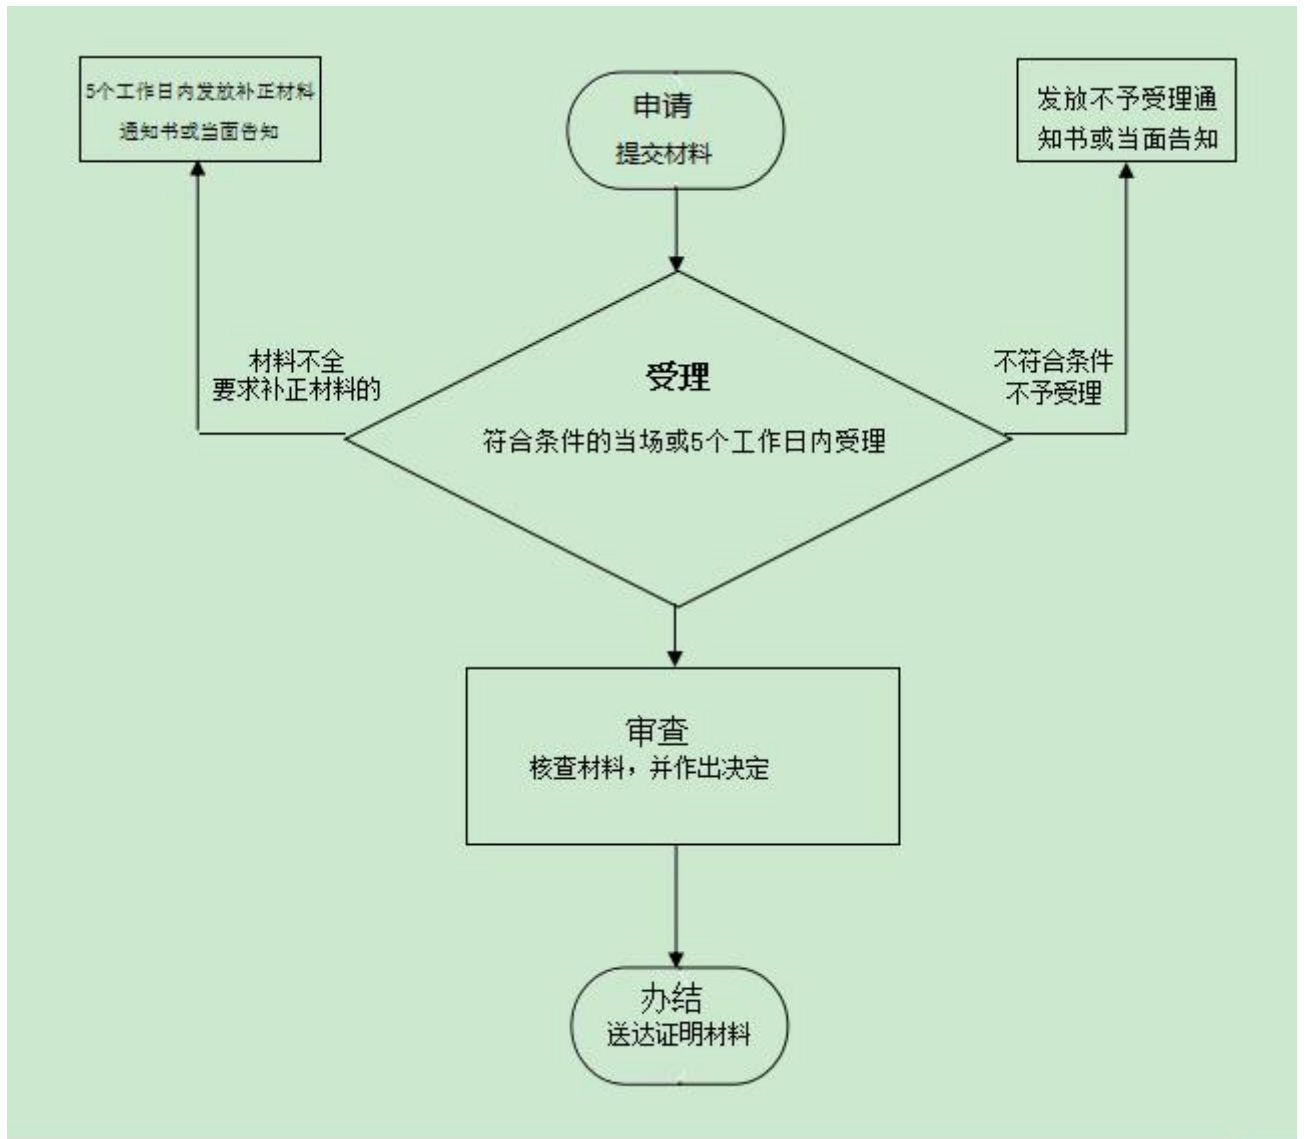 5个工作日内发放补正材料
通知书或当面告知
申请
提交材料
发放不予受理通
知书或当面告知
材料不全
要求补正材料的
受理
符合条件的当场或5个工作日内受理
不符合条件
不予受理
审查
核查材料，并作出决定
办结
送达证明材料